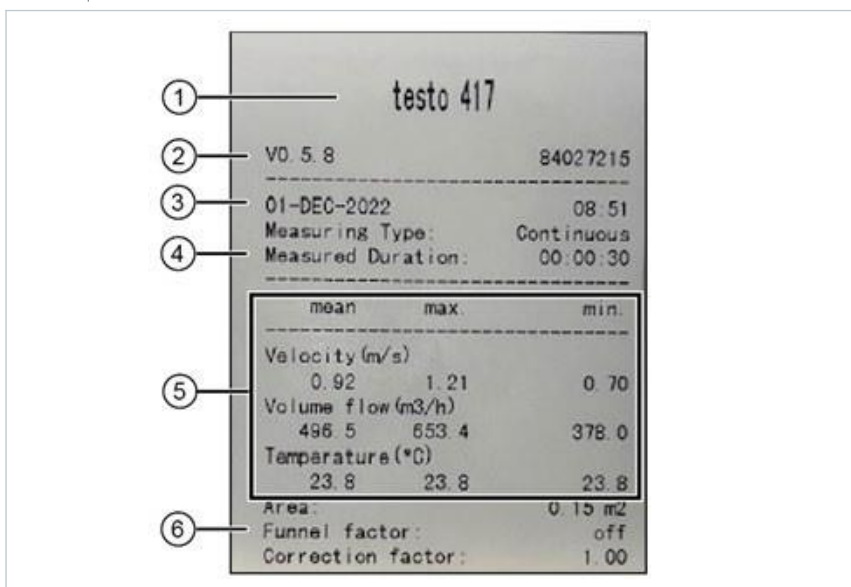 ① testo 417
② V0.5.8 84027215
③ 01-DEC-2022 08:51
Measuring Type: Continuous
④ Measured Duration: 00:00:30
mean max. min.
⑤
Velocity(m/s)
0.92 1.21 0.70
Volume flow(m3/h)
496.5 653.4 378.0
Temperature(°C)
23.8 23.8 23.8
Area: 0.15 m2
⑥ Funnel factor: off
Correction factor: 1.00